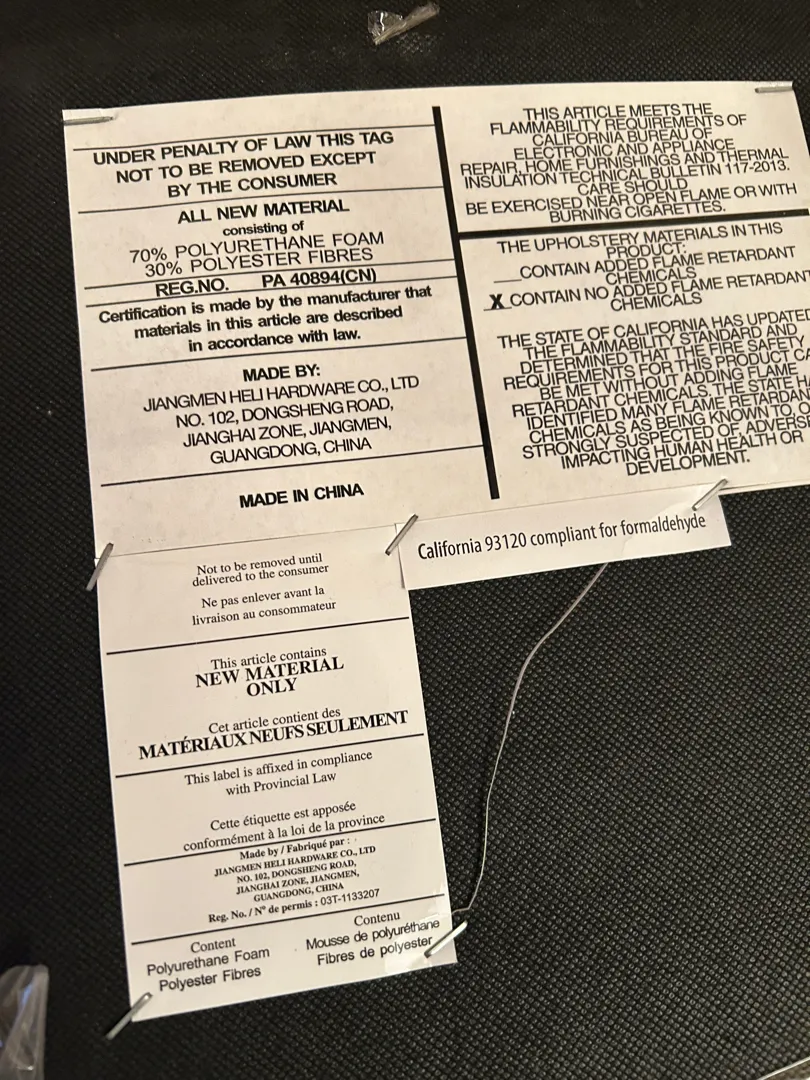 UNDER PENALTY OF LAW THIS TAG
NOT TO BE REMOVED EXCEPT
BY THE CONSUMER
ALL NEW MATERIAL
consisting of
70% POLYURETHANE FOAM
30% POLYESTER FIBRES
REG.NO. PA 40894(CN)
Certification is made by the manufacturer that
materials in this article are described
in accordance with law.
MADE BY:
JIANGMEN HELI HARDWARE CO., LTD
NO. 102, DONGSHENG ROAD,
JIANGHAI ZONE, JIANGMEN,
GUANGDONG, CHINA
MADE IN CHINA
THIS ARTICLE MEETS THE
FLAMMABILITY REQUIREMENTS OF
CALIFORNIA BUREAU OF
ELECTRONIC AND APPLIANCE
REPAIR, HOME FURNISHINGS AND THERMAL
INSULATION TECHNICAL BULLETIN 117-2013.
CARE SHOULD
BE EXERCISED NEAR OPEN FLAME OR WITH
BURNING CIGARETTES.
THE UPHOLSTERY MATERIALS IN THIS
PRODUCT:
___CONTAIN ADDED FLAME RETARDANT
CHEMICALS
X CONTAIN NO ADDED FLAME RETARDANT
CHEMICALS
THE STATE OF CALIFORNIA HAS UPDATED
THE FLAMMABILITY STANDARD AND
DETERMINED THAT THE FIRE SAFETY
REQUIREMENTS FOR THIS PRODUCT CA
BE MET WITHOUT ADDING FLAME
RETARDANT CHEMICALS, THE STATE HA
IDENTIFIED MANY FLAME RETARDAN
CHEMICALS AS BEING KNOWN TO, O
STRONGLY SUSPECTED OF, ADVERSE
IMPACTING HUMAN HEALTH OR
DEVELOPMENT.
California 93120 compliant for formaldehyde
Not to be removed until
delivered to the consumer
Ne pas enlever avant la
livraison au consommateur
This article contains
NEW MATERIAL
ONLY
Cet article contient des
MATÉRIAUX NEUFS SEULEMENT
This label is affixed in compliance
with Provincial Law
Cette étiquette est apposée
conformément à la loi de la province
Made by / Fabriqué par :
JIANGMEN HELI HARDWARE CO., LTD
NO. 102, DONGSHENG ROAD,
JIANGHAI ZONE, JIANGMEN,
GUANGDONG, CHINA
Reg. No. / Nº de permis : 03T-1133207
Content
Polyurethane Foam
Polyester Fibres
Contenu
Mousse de polyuréthane
Fibres de polyester